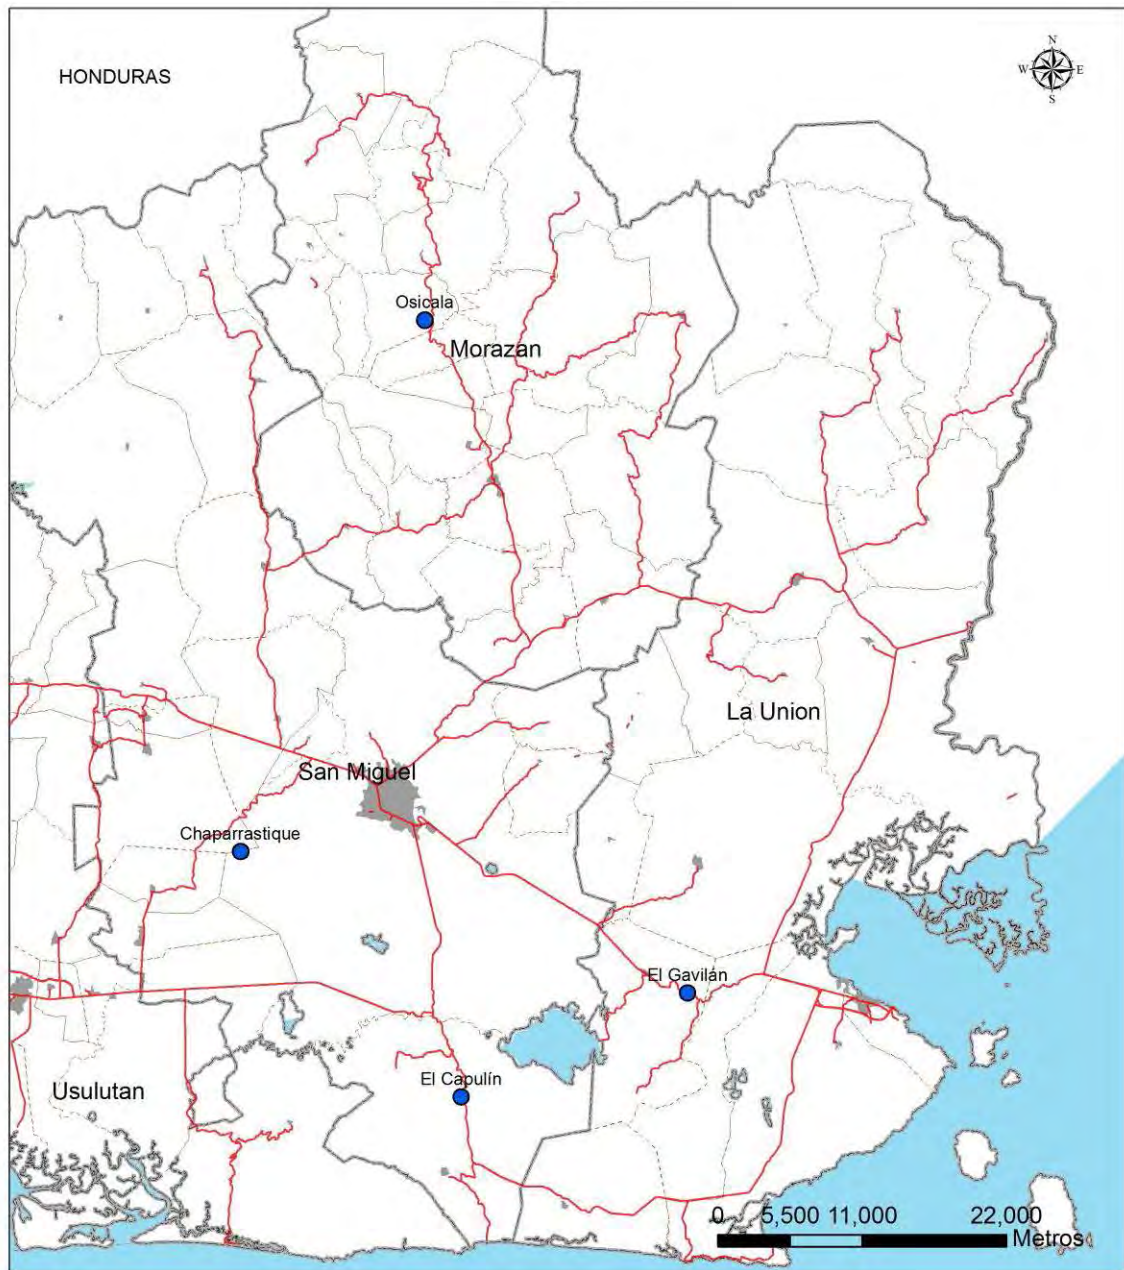 HONDURAS
N
W E
S
Osicala
Morazan
La Union
San Miguel
Chaparrastique
El Gavilán
El Capulín
Usulutan
0 5,500 11,000 22,000
Metros